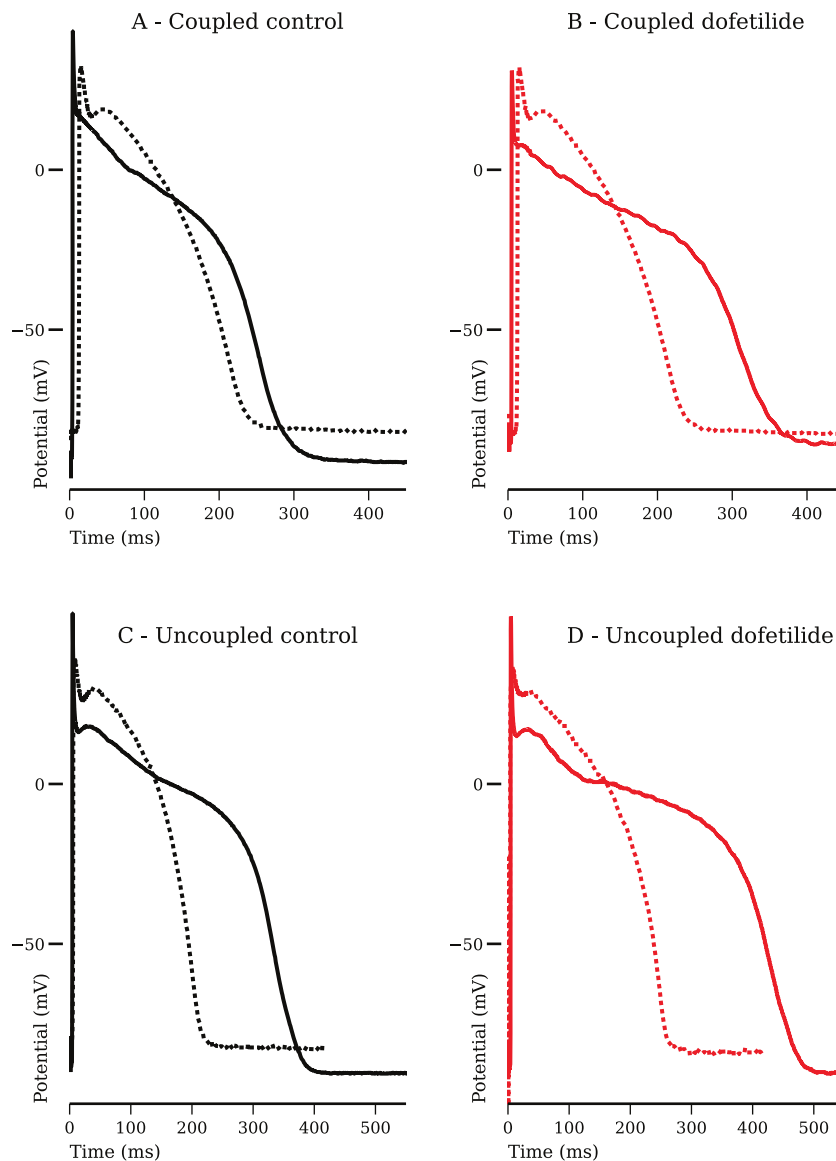 A - Coupled control
0
−50
Potential (mV)
0 100 200 300 400
Time (ms)
B - Coupled dofetilide
0
−50
Potential (mV)
0 100 200 300 400
Time (ms)
C - Uncoupled control
0
−50
Potential (mV)
0 100 200 300 400 500
Time (ms)
D - Uncoupled dofetilide
0
−50
Potential (mV)
0 100 200 300 400 500
Time (ms)